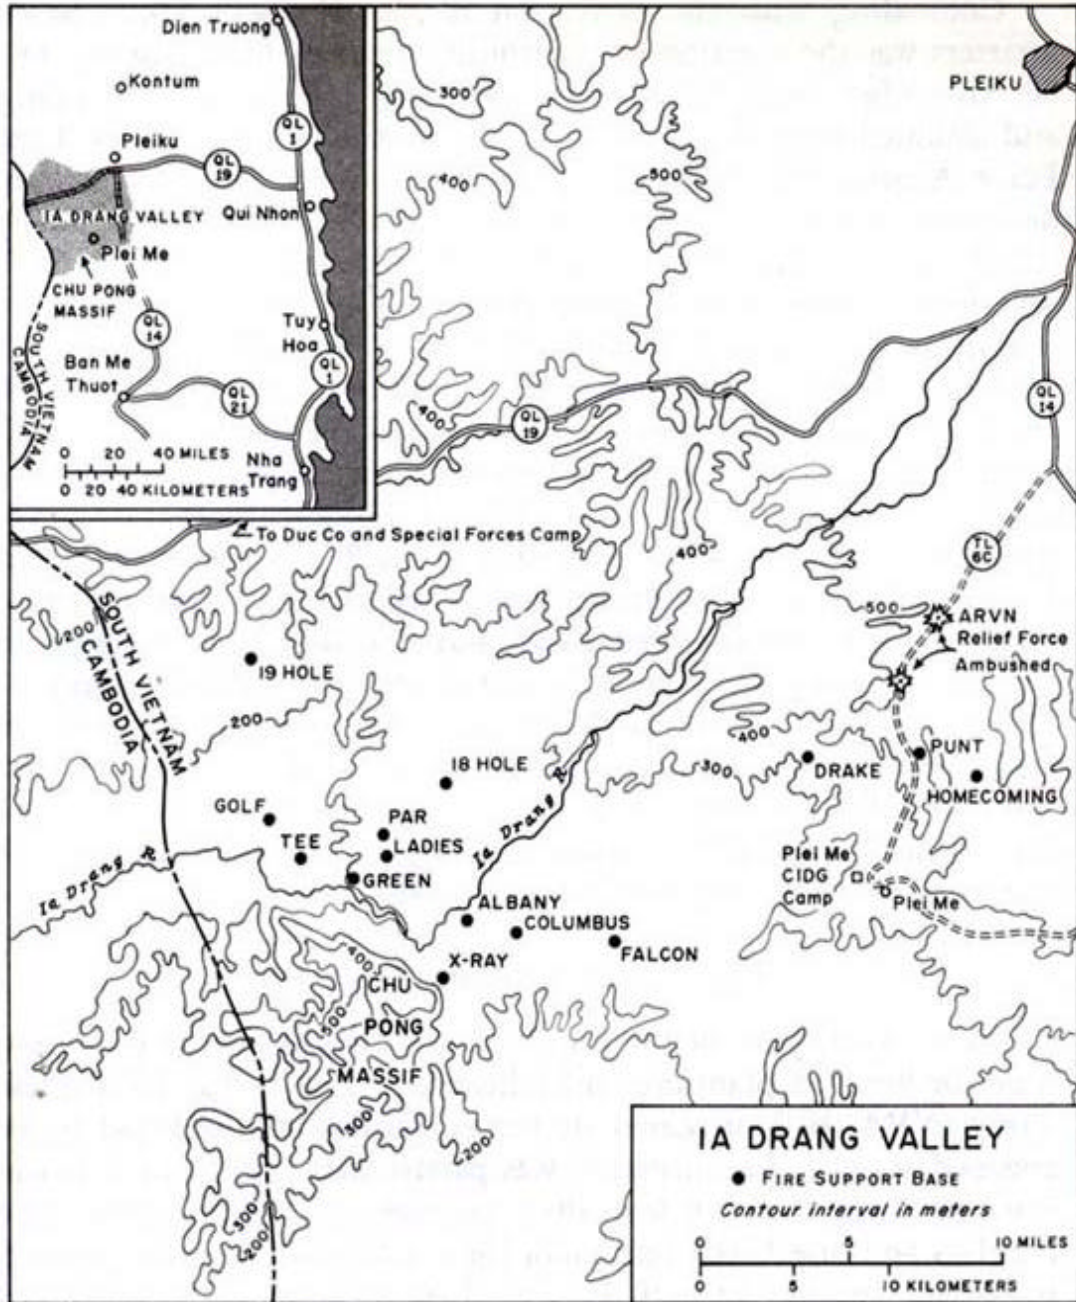 Dien Truong
Kontum
QL
1
Pleiku
QL
19
IA DRANG VALLEY
Qui Nhon
Plei Me
CHU PONG
MASSIF
QL
14
Tuy
Hoa
SOUTH VIETNAM
CAMBODIA
Ban Me
Thuot
QL
21
QL
1
0 20 40 MILES
0 20 40 KILOMETERS
Nha
Trang
PLEIKU
300
400
500
400
QL
19
QL
14
To Duc Co and Special Forces Camp
400
TL
6C
500
ARVN
Relief Force
Ambushed
200
SOUTH VIETNAM
CAMBODIA
19 HOLE
200
400
300
PUNT
DRAKE
HOMECOMING
18 HOLE
Ia Drang R.
GOLF
PAR
TEE
LADIES
GREEN
Ia Drang R.
Plei Me
CIDG
Camp
Plei Me
ALBANY
COLUMBUS
FALCON
X-RAY
400
CHU
500
PONG
MASSIF
300
200
300
200
IA DRANG VALLEY
FIRE SUPPORT BASE
Contour interval in meters
0 5 10 MILES
0 5 10 KILOMETERS